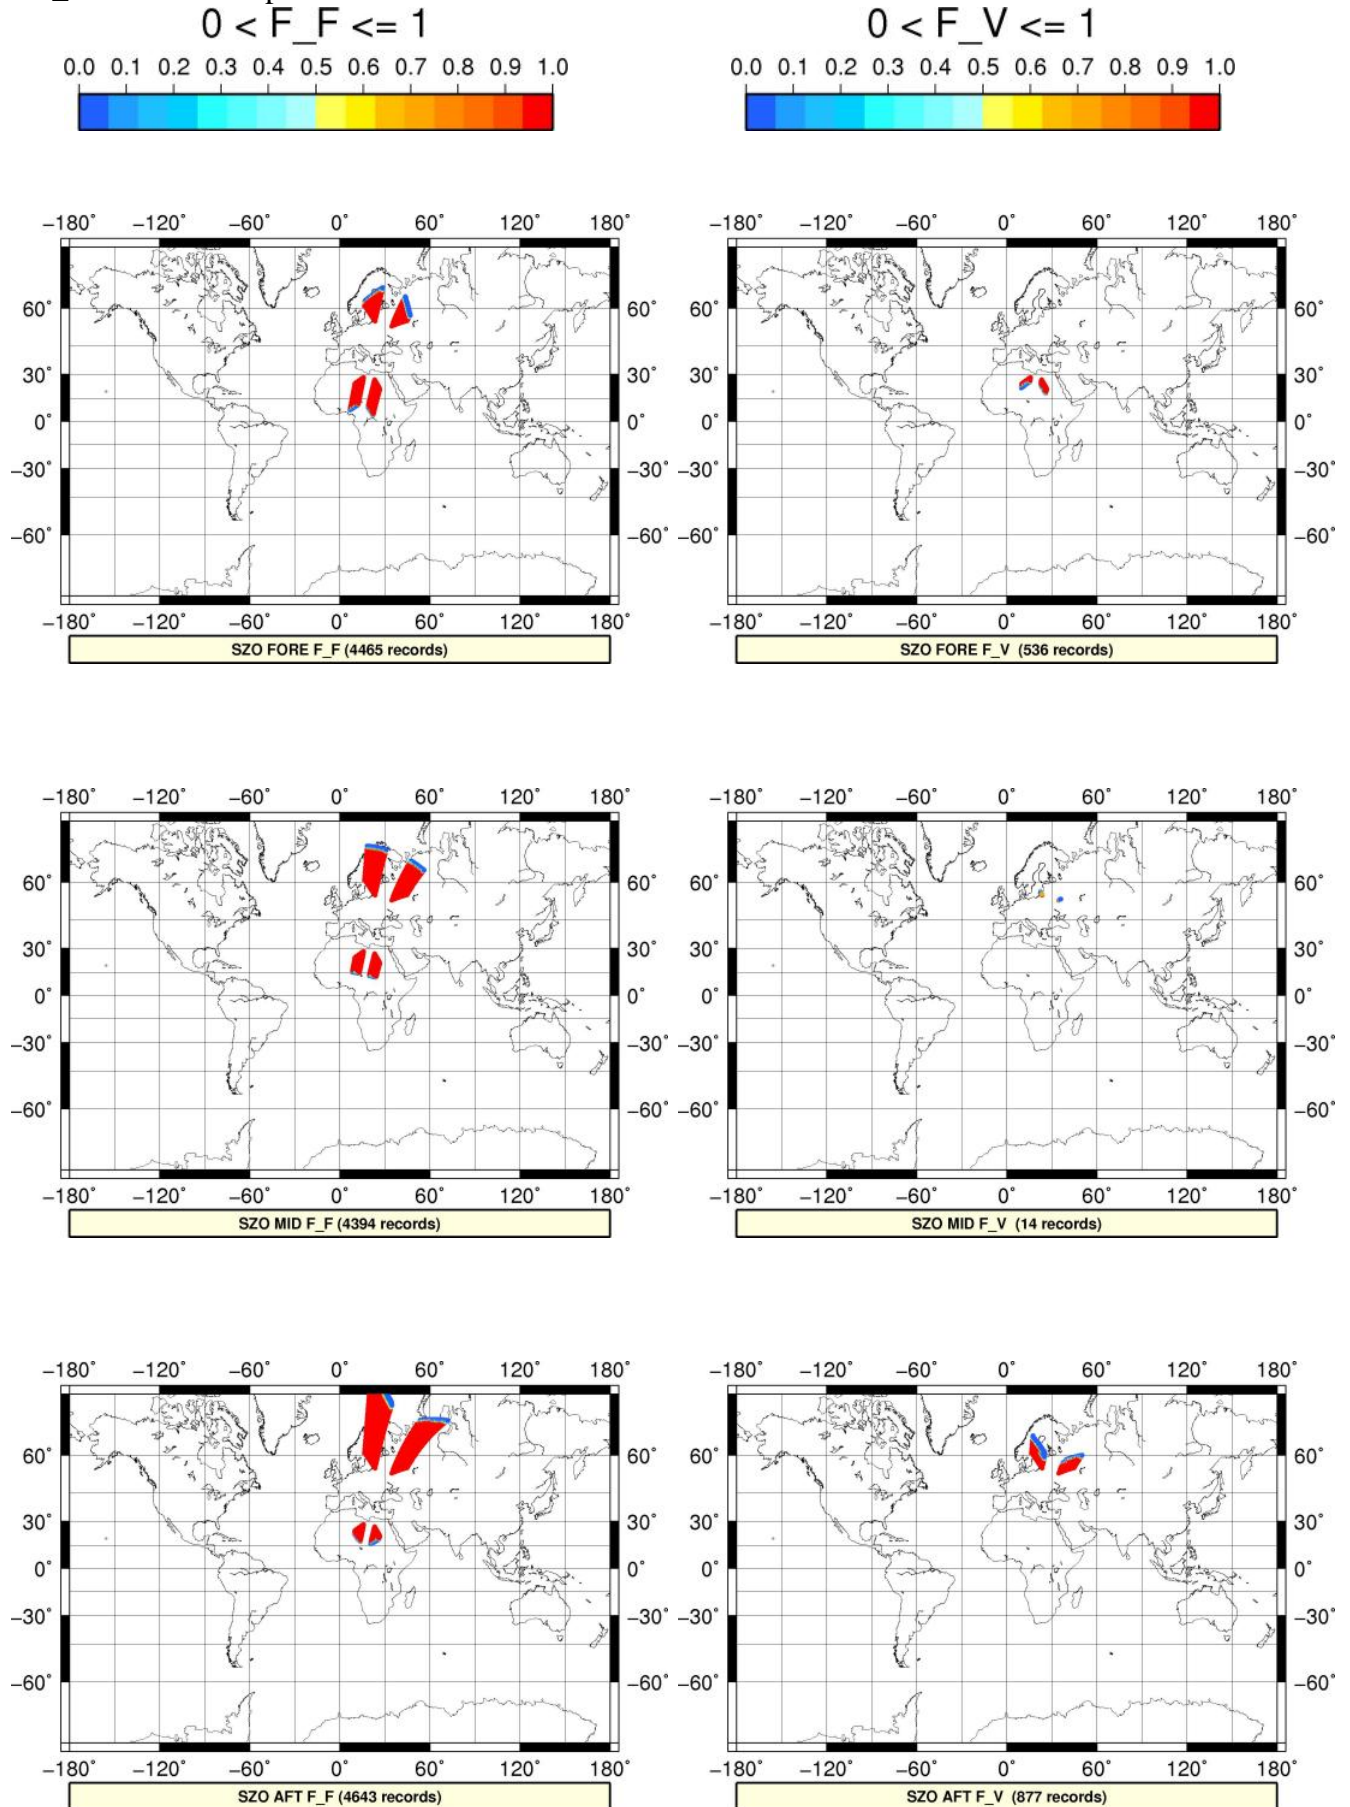 0 < F_F <= 1
0 < F_V <= 1
0.0 0.1 0.2 0.3 0.4 0.5 0.6 0.7 0.8 0.9 1.0
0.0 0.1 0.2 0.3 0.4 0.5 0.6 0.7 0.8 0.9 1.0
−180° −120° −60° 0° 60° 120° 180°
−180° −120° −60° 0° 60° 120° 180°
60° 60° 60° 60°
30° 30° 30° 30°
0° 0° 0° 0°
−30° −30° −30° −30°
−60° −60° −60° −60°
−180° −120° −60° 0° 60° 120° 180°
−180° −120° −60° 0° 60° 120° 180°
SZO FORE F_F (4465 records)
SZO FORE F_V (536 records)
−180° −120° −60° 0° 60° 120° 180°
−180° −120° −60° 0° 60° 120° 180°
60° 60° 60° 60°
30° 30° 30° 30°
0° 0° 0° 0°
−30° −30° −30° −30°
−60° −60° −60° −60°
−180° −120° −60° 0° 60° 120° 180°
−180° −120° −60° 0° 60° 120° 180°
SZO MID F_F (4394 records)
SZO MID F_V (14 records)
−180° −120° −60° 0° 60° 120° 180°
−180° −120° −60° 0° 60° 120° 180°
60° 60° 60° 60°
30° 30° 30° 30°
0° 0° 0° 0°
−30° −30° −30° −30°
−60° −60° −60° −60°
−180° −120° −60° 0° 60° 120° 180°
−180° −120° −60° 0° 60° 120° 180°
SZO AFT F_F (4643 records)
SZO AFT F_V (877 records)